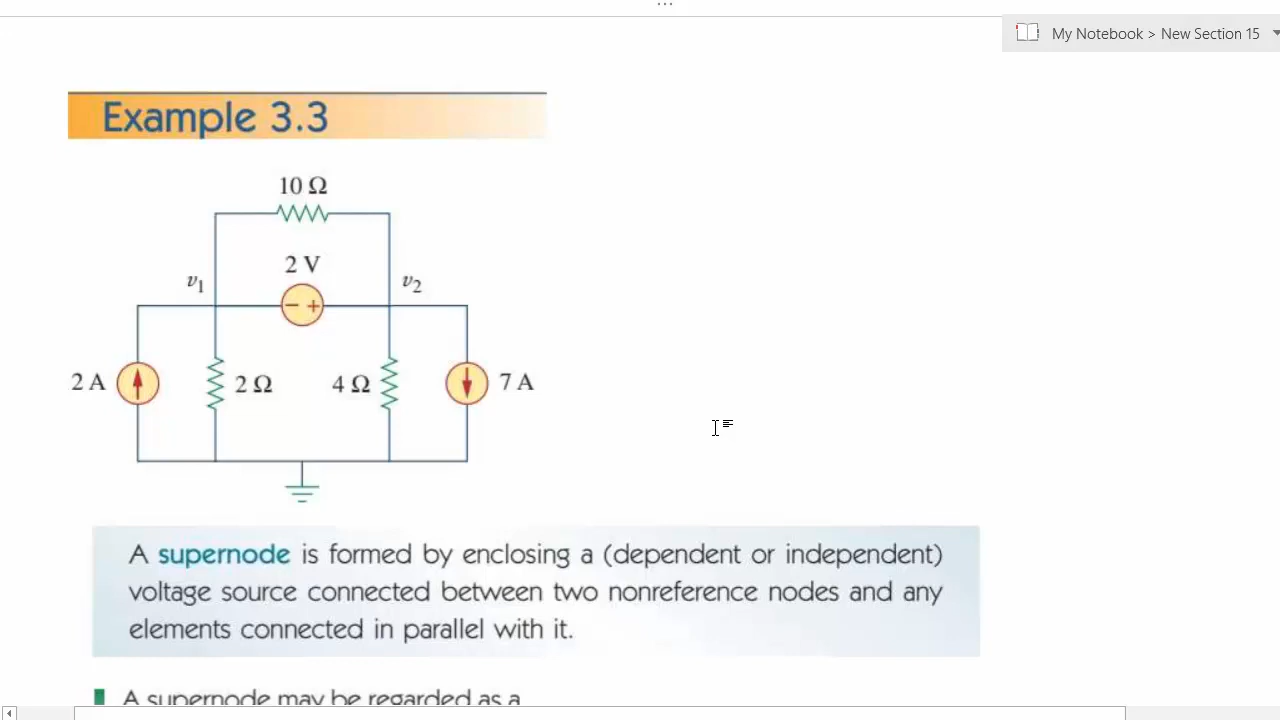 ...
My Notebook > New Section 15
Example 3.3
10 Ω
2 V
v1
v2
− +
2 A
2 Ω
4 Ω
7 A
A supernode is formed by enclosing a (dependent or independent)
voltage source connected between two nonreference nodes and any
elements connected in parallel with it.
A supernode may be regarded as a